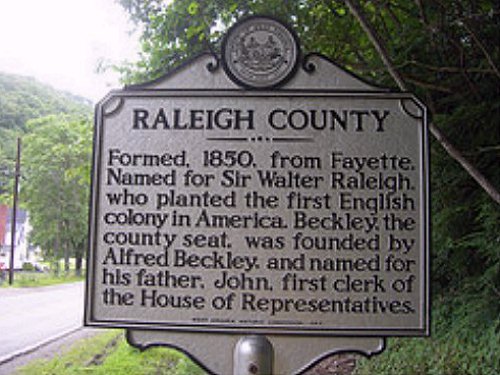 RALEIGH COUNTY
Formed, 1850, from Fayette.
Named for Sir Walter Raleigh,
who planted the first English
colony in America. Beckley, the
county seat, was founded by
Alfred Beckley, and named for
his father, John, first clerk of
the House of Representatives.